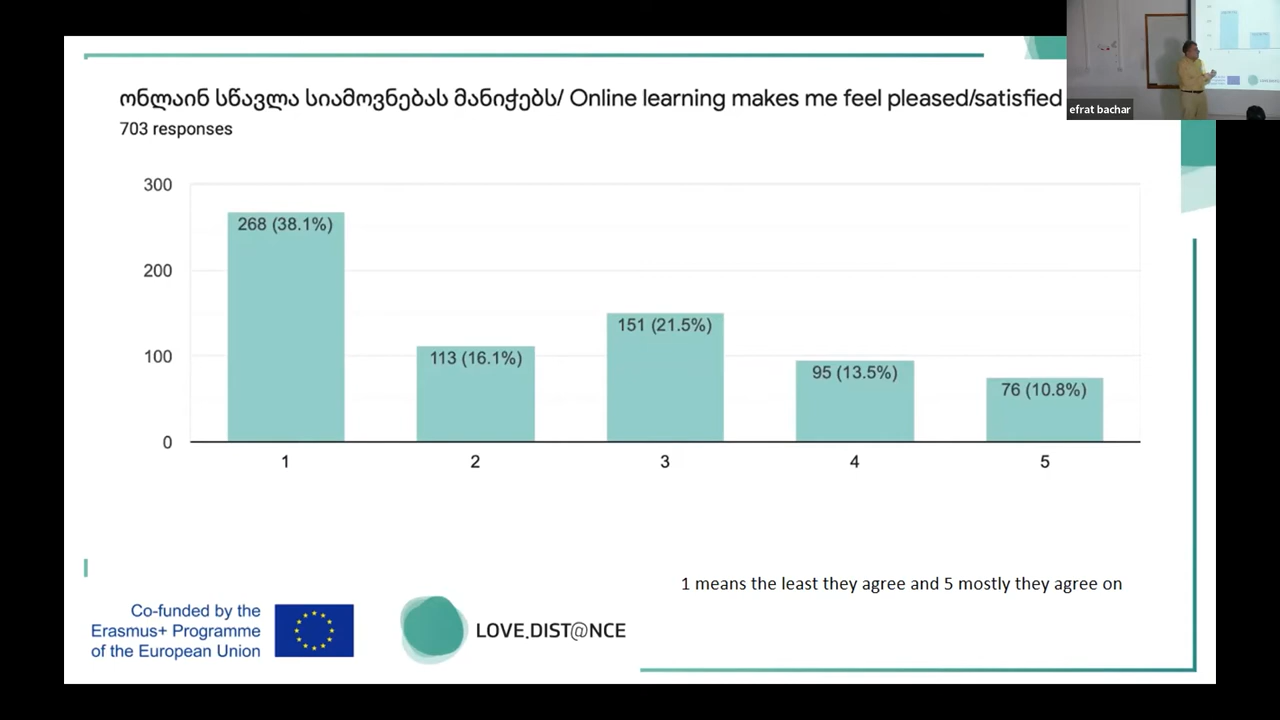 ონლაინ სწავლა სიამოვნებას მანიჭებს/ Online learning makes me feel pleased/satisfied
703 responses
efrat bachar
300
200
100
0
268 (38.1%)
113 (16.1%)
151 (21.5%)
95 (13.5%)
76 (10.8%)
1
2
3
4
5
1 means the least they agree and 5 mostly they agree on
Co-funded by the
Erasmus+ Programme
of the European Union
LOVE.DIST@NCE